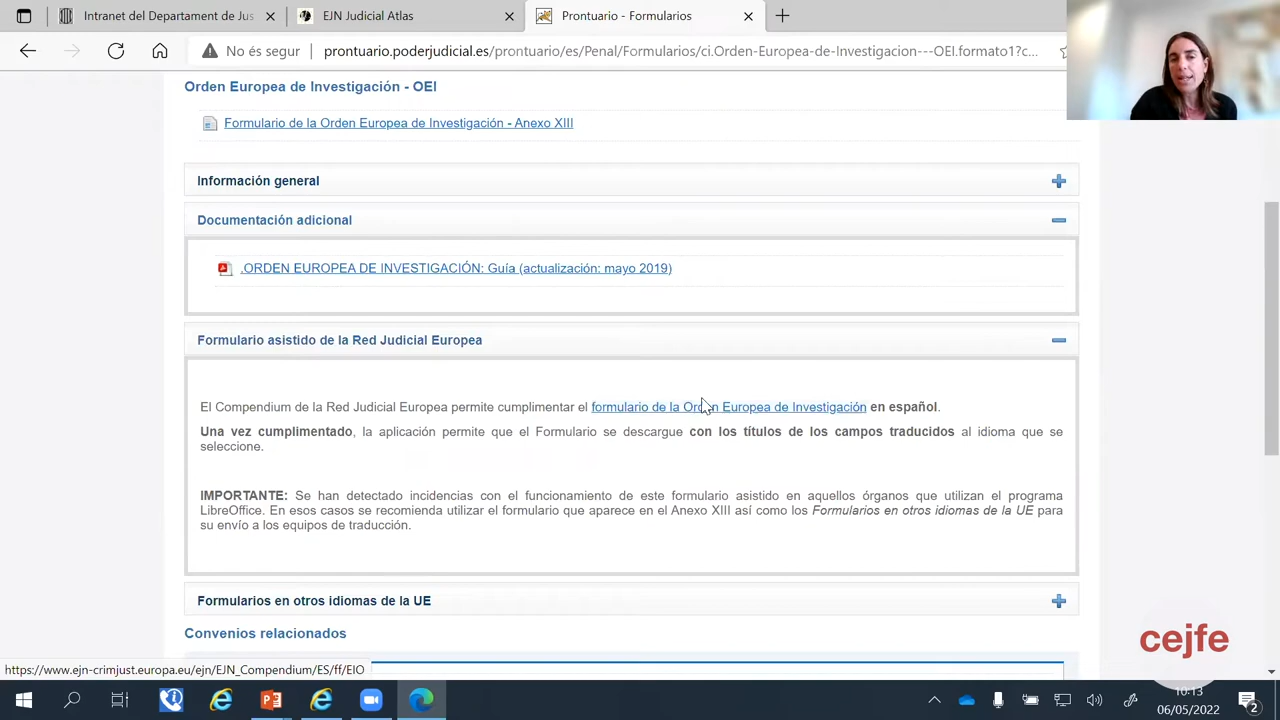 Intranet del Departament de Jus
EJN Judicial Atlas
Prontuario - Formularios
No és segur
prontuario.poderjudicial.es/prontuario/es/Penal/Formularios/ci.Orden-Europea-de-Investigacion---OEI.formato1?c...
Orden Europea de Investigación - OEI
Formulario de la Orden Europea de Investigación - Anexo XIII
Información general
Documentación adicional
.ORDEN EUROPEA DE INVESTIGACIÓN: Guía (actualización: mayo 2019)
Formulario asistido de la Red Judicial Europea
El Compendium de la Red Judicial Europea permite cumplimentar el formulario de la Orden Europea de Investigación en español.
Una vez cumplimentado, la aplicación permite que el Formulario se descargue con los títulos de los campos traducidos al idioma que se
seleccione.
IMPORTANTE: Se han detectado incidencias con el funcionamiento de este formulario asistido en aquellos órganos que utilizan el programa
LibreOffice. En esos casos se recomienda utilizar el formulario que aparece en el Anexo XIII así como los Formularios en otros idiomas de la UE para
su envío a los equipos de traducción.
Formularios en otros idiomas de la UE
Convenios relacionados
cejfe
https://www.ejn-crimjust.europa.eu/ejn/EJN_Compendium/ES/ff/EIO
10:13
06/05/2022
2